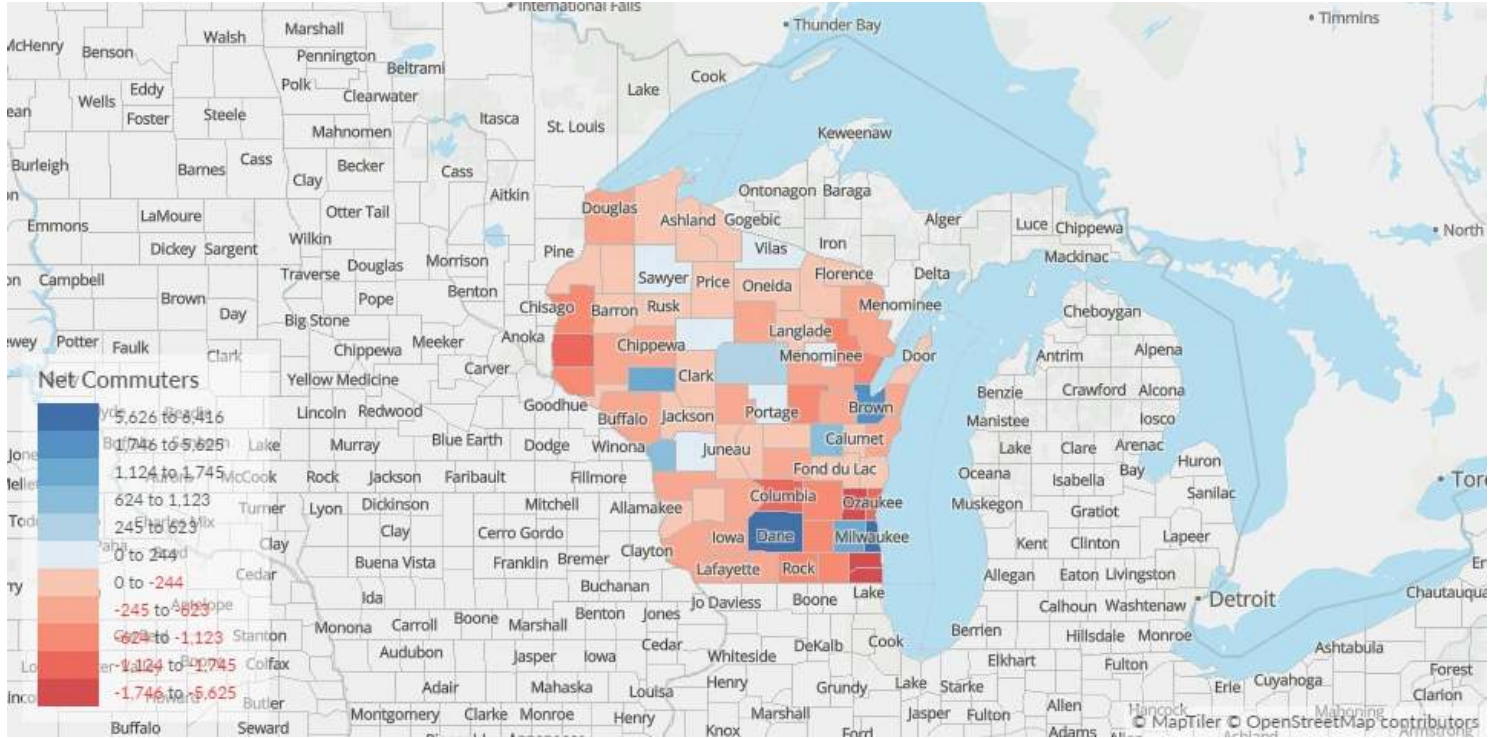 International Falls
Thunder Bay
Timmins
McHenry
Benson
Walsh
Marshall
Pennington
Beltrami
Polk
Clearwater
Lake
Cook
Eddy
Wells
Foster
Steele
Mahnomen
Itasca
St. Louis
Keweenaw
Burleigh
Barnes
Cass
Clay
Becker
Cass
Aitkin
Ontonagon
Baraga
Emmons
LaMoure
Otter Tail
Douglas
Ashland
Gogebic
Alger
Luce
Chippewa
North
Dickey
Sargent
Wilkin
Pine
Vilas
Iron
Mackinac
Campbell
Traverse
Douglas
Morrison
Sawyer
Price
Oneida
Florence
Delta
Brown
Pope
Benton
Chisago
Barron
Rusk
Menominee
Cheboygan
Day
Big Stone
Anoka
Langlade
Potter
Faulk
Clark
Chippewa
Meeker
Chippewa
Menominee
Door
Antrim
Alpena
Net Commuters
Yellow Medicine
Carver
Clark
Benzie
Crawford
Alcona
5,626 to 6,416
Lincoln
Redwood
Goodhue
Buffalo
Jackson
Portage
Brown
Manistee
Iosco
1,746 to 5,625
Lake
Murray
Blue Earth
Dodge
Winona
Juneau
Calumet
Lake
Clare
Arenac
1,124 to 1,745
McCook
Rock
Jackson
Faribault
Fillmore
Fond du Lac
Oceana
Isabella
Bay
Huron
624 to 1,123
Turner
Lyon
Dickinson
Mitchell
Allamakee
Columbia
Ozaukee
Muskegon
Gratiot
Sanilac
245 to 623
Charles Mix
Clay
Clay
Cerro Gordo
Clayton
Iowa
Dane
Milwaukee
Kent
Clinton
Lapeer
0 to 244
Buena Vista
Franklin
Bremer
0 to -244
Cedar
Ida
Buchanan
Lafayette
Rock
Lake
Allegan
Eaton
Livingston
-245 to -623
Antelope
Jo Daviess
Boone
Calhoun
Washtenaw
Detroit
Chautauqua
-624 to -1,123
Stanton
Monona
Carroll
Boone
Marshall
Benton
Jones
Cedar
DeKalb
Cook
Berrien
Hillsdale
Monroe
Ashtabula
-1,124 to -1,745
Colfax
Audubon
Jasper
Iowa
Whiteside
Elkhart
Fulton
Forest
-1,746 to -5,625
Butler
Adair
Mahaska
Louisa
Henry
Grundy
Lake
Starke
Erie
Cuyahoga
Clarion
Buffalo
Seward
Montgomery
Clarke
Monroe
Henry
Knox
Marshall
Ford
Jasper
Fulton
Allen
Adams
Hancock
Ashland
Mahoning
Armstrong
© MapTiler © OpenStreetMap contributors